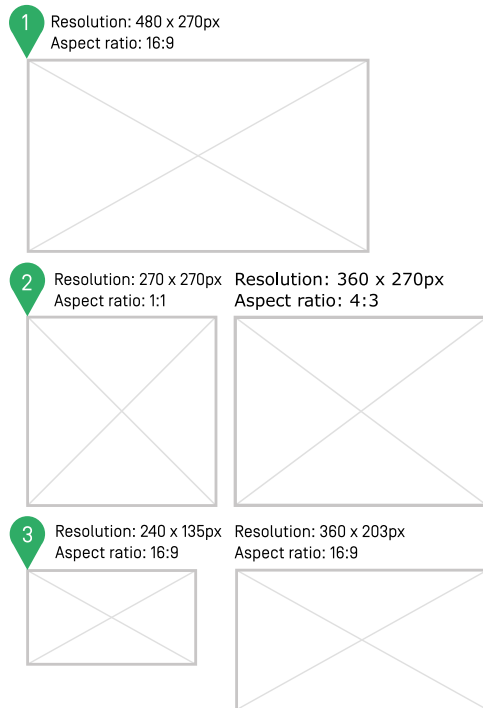 1
Resolution: 480 x 270px
Aspect ratio: 16:9
2
Resolution: 270 x 270px
Aspect ratio: 1:1
Resolution: 360 x 270px
Aspect ratio: 4:3
3
Resolution: 240 x 135px
Aspect ratio: 16:9
Resolution: 360 x 203px
Aspect ratio: 16:9